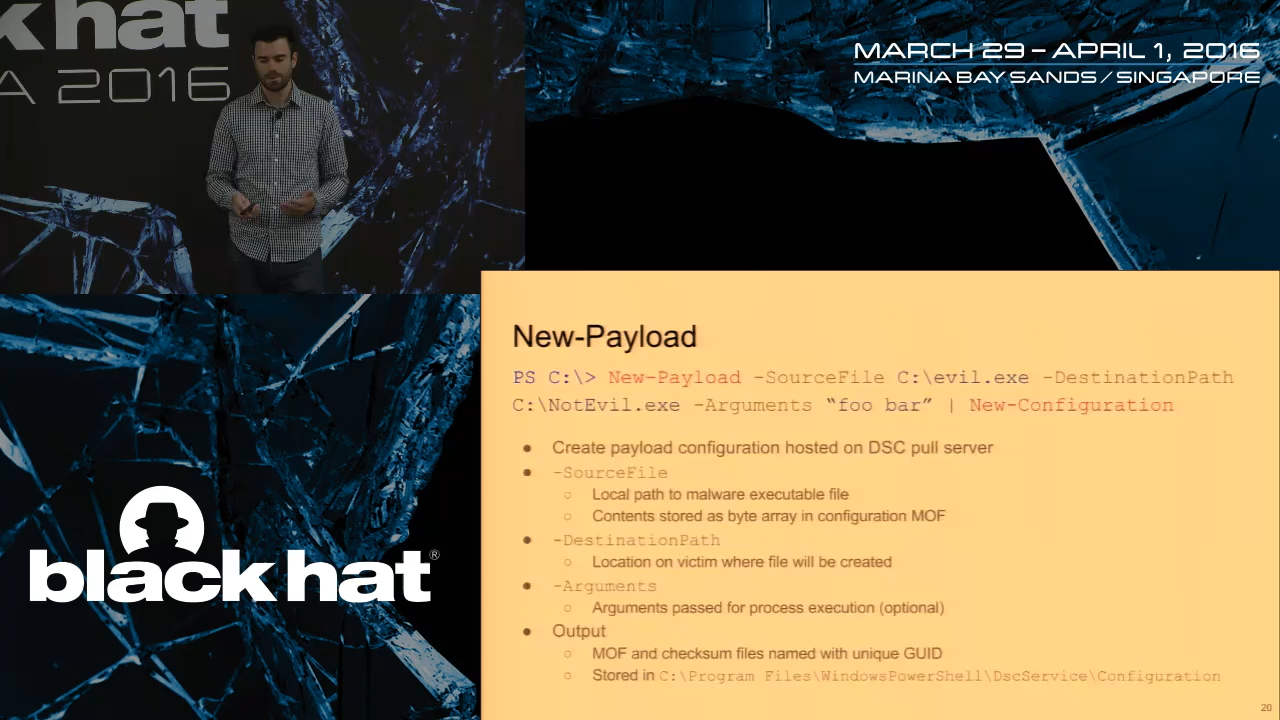 k hat
A 2016
MARCH 29 – APRIL 1, 2016
MARINA BAY SANDS / SINGAPORE
New-Payload
PS C:\> New-Payload -SourceFile C:\evil.exe -DestinationPath
C:\NotEvil.exe -Arguments “foo bar” | New-Configuration
● Create payload configuration hosted on DSC pull server
● -SourceFile
○ Local path to malware executable file
○ Contents stored as byte array in configuration MOF
● -DestinationPath
○ Location on victim where file will be created
● -Arguments
○ Arguments passed for process execution (optional)
● Output
○ MOF and checksum files named with unique GUID
○ Stored in C:\Program Files\WindowsPowerShell\DscService\Configuration
20
black hat®